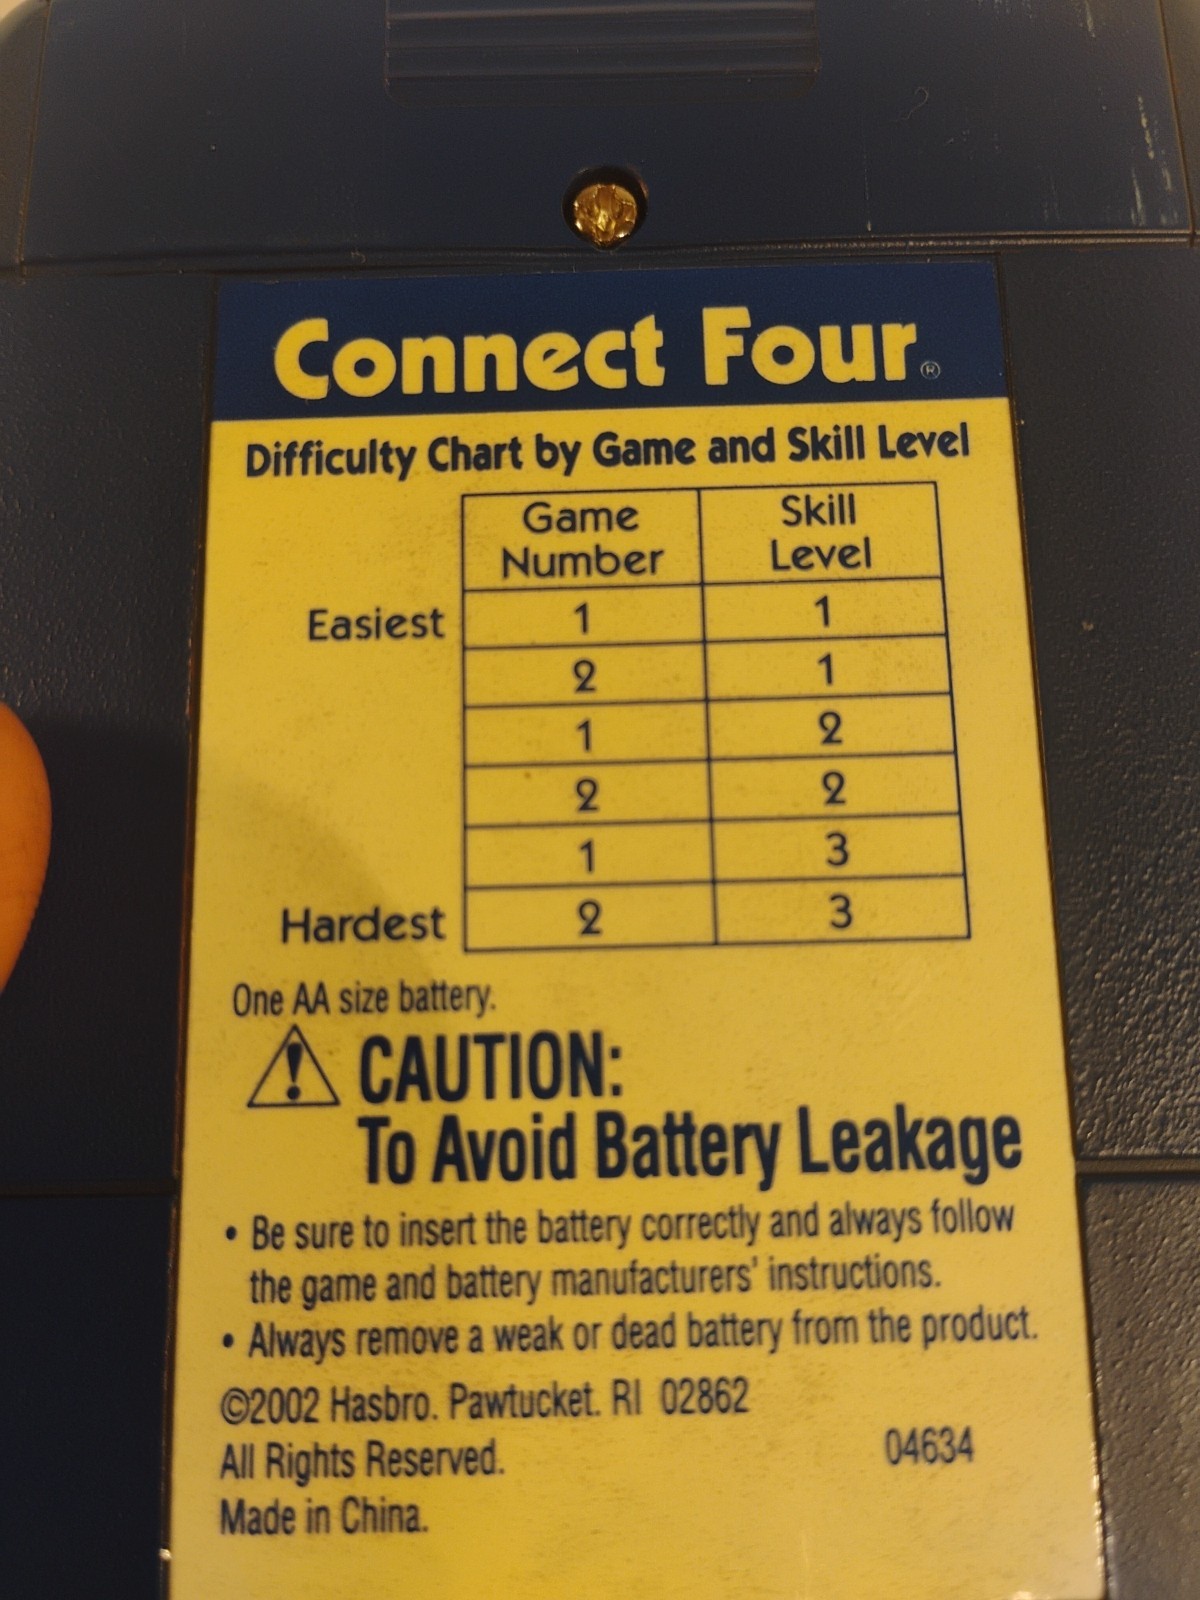 Connect Four®
Difficulty Chart by Game and Skill Level
Game Number Skill Level
Easiest 1 1
2 1
1 2
2 2
1 3
Hardest 2 3
One AA size battery.
CAUTION:
To Avoid Battery Leakage
• Be sure to insert the battery correctly and always follow
the game and battery manufacturers' instructions.
• Always remove a weak or dead battery from the product.
©2002 Hasbro. Pawtucket. RI 02862
All Rights Reserved. 04634
Made in China.